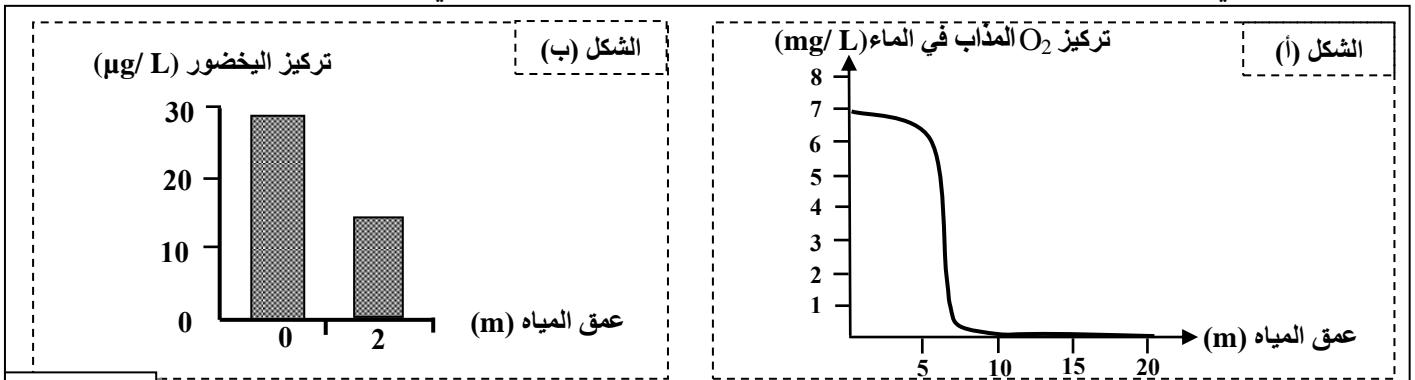 الشكل (أ)
تركيز O₂ المذاب في الماء (mg/ L)
8
7
6
5
4
3
2
1
5 10 15 20
عمق المياه (m)
الشكل (ب)
تركيز اليخضور (µg/ L)
30
20
10
0
0 2
عمق المياه (m)